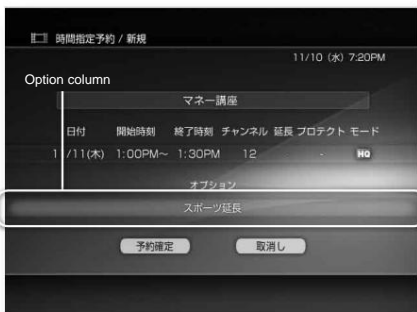 時間指定予約 / 新規
11/10 (水) 7:20PM
Option column
マネー講座
日付 開始時刻 終了時刻 チャンネル 延長 プロテクト モード
11/11(木) 1:00PM~ 1:30PM 12 - HQ
オプション
スポーツ延長
予約確定 取消し